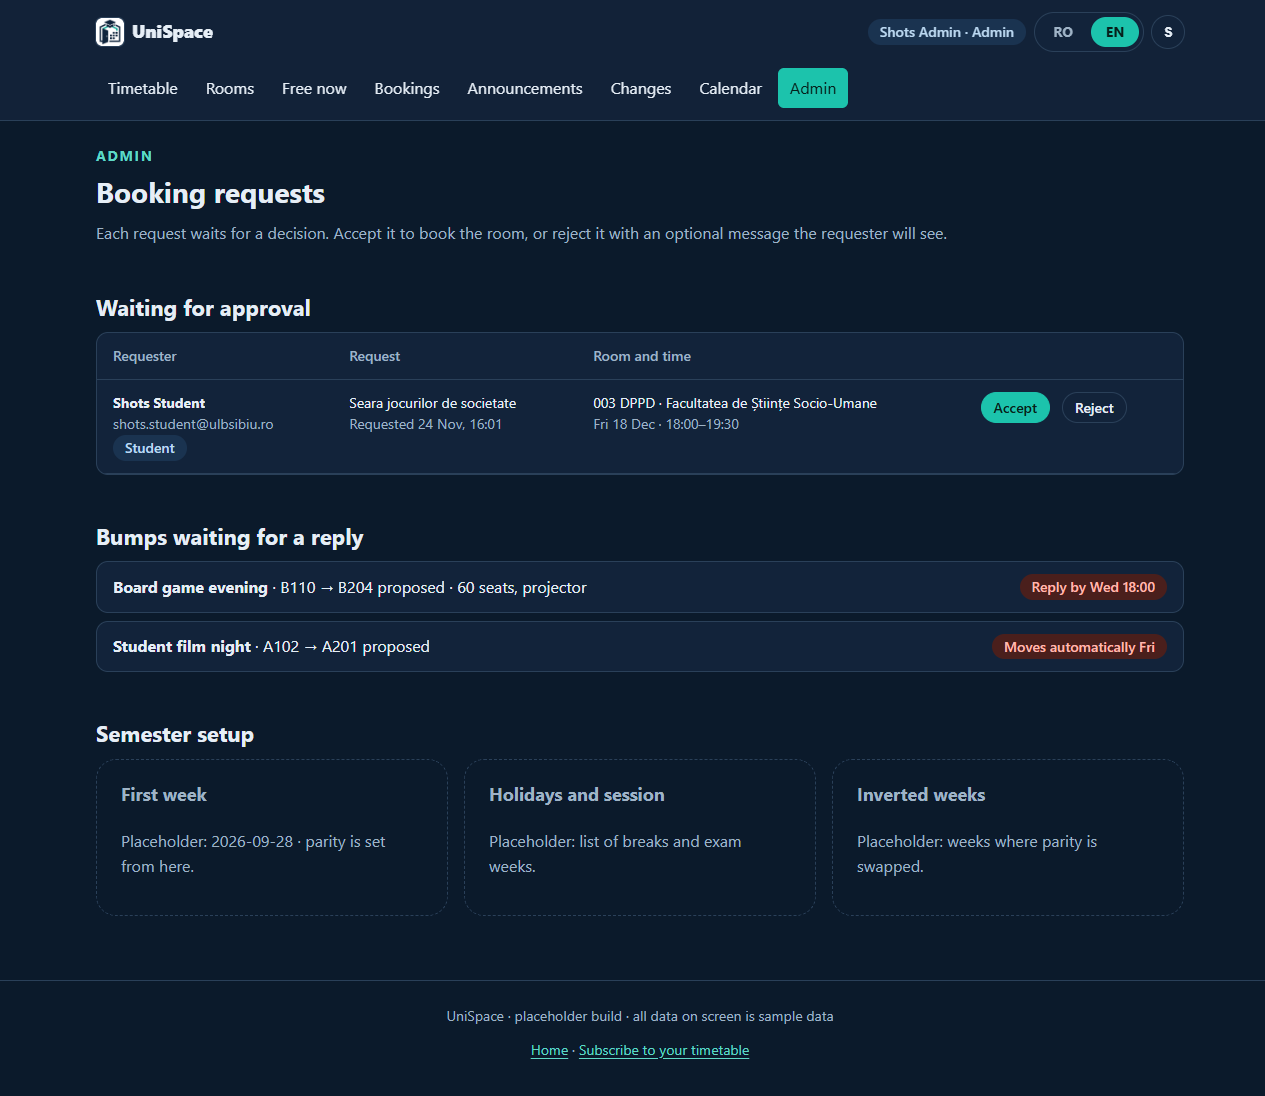 UniSpace
Shots Admin · Admin
RO
EN
S
Timetable
Rooms
Free now
Bookings
Announcements
Changes
Calendar
Admin
ADMIN
Booking requests
Each request waits for a decision. Accept it to book the room, or reject it with an optional message the requester will see.
Waiting for approval
Requester
Request
Room and time
Shots Student
shots.student@ulbsibiu.ro
Student
Seara jocurilor de societate
Requested 24 Nov, 16:01
003 DPPD · Facultatea de Științe Socio-Umane
Fri 18 Dec · 18:00–19:30
Accept
Reject
Bumps waiting for a reply
Board game evening · B110 → B204 proposed · 60 seats, projector
Reply by Wed 18:00
Student film night · A102 → A201 proposed
Moves automatically Fri
Semester setup
First week
Placeholder: 2026-09-28 · parity is set
from here.
Holidays and session
Placeholder: list of breaks and exam
weeks.
Inverted weeks
Placeholder: weeks where parity is
swapped.
UniSpace · placeholder build · all data on screen is sample data
Home · Subscribe to your timetable